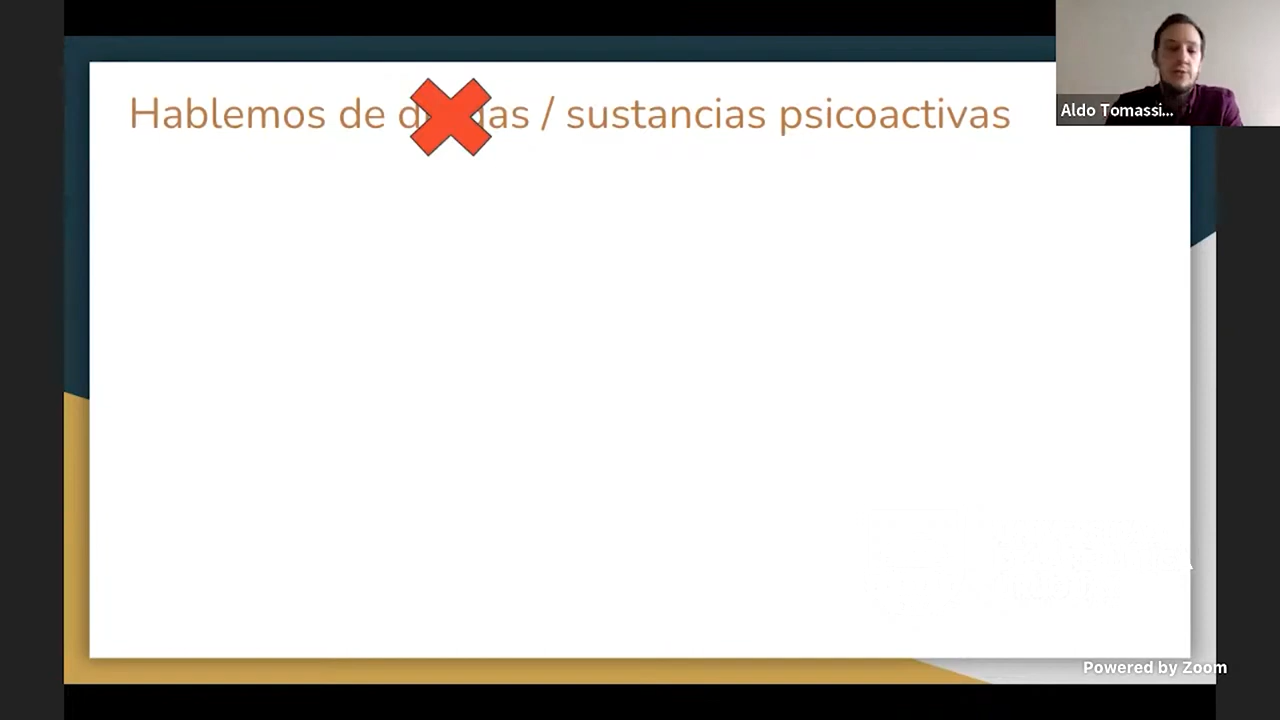 Hablemos de / sustancias psicoactivas
Aldo Tomassi...
Powered by Zoom